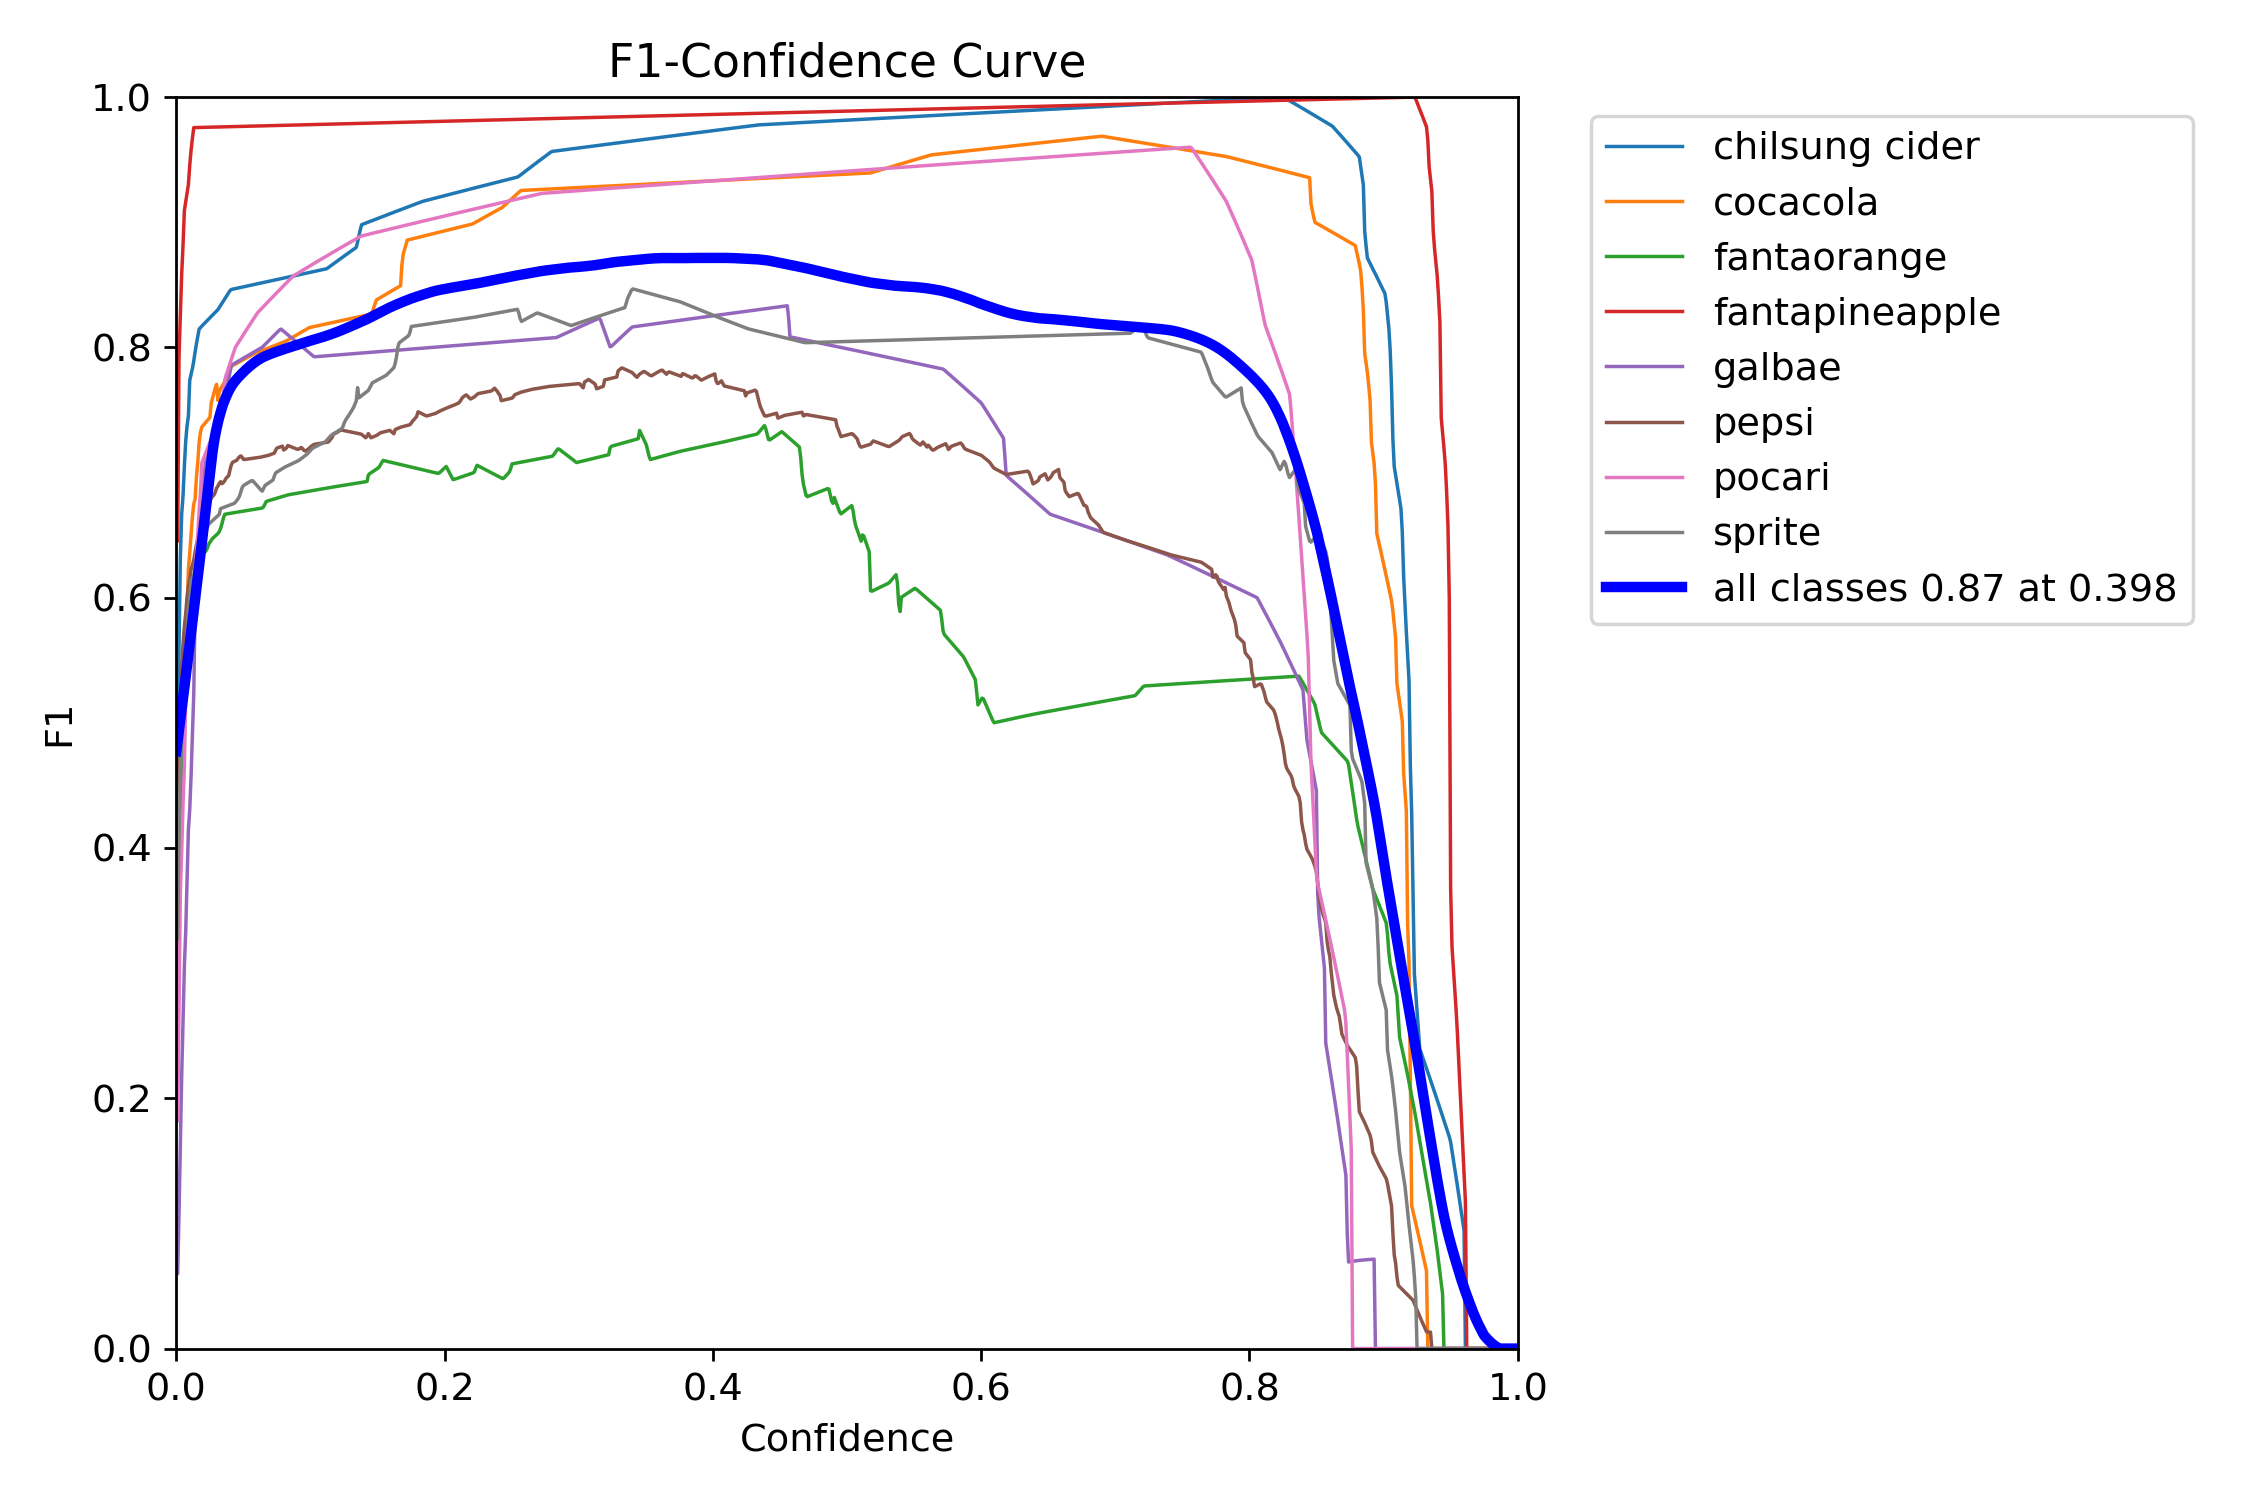 F1-Confidence Curve
1.0
0.8
0.6
0.4
0.2
0.0
F1
0.0 0.2 0.4 0.6 0.8 1.0
Confidence
chilsung cider
cocacola
fantaorange
fantapineapple
galbae
pepsi
pocari
sprite
all classes 0.87 at 0.398